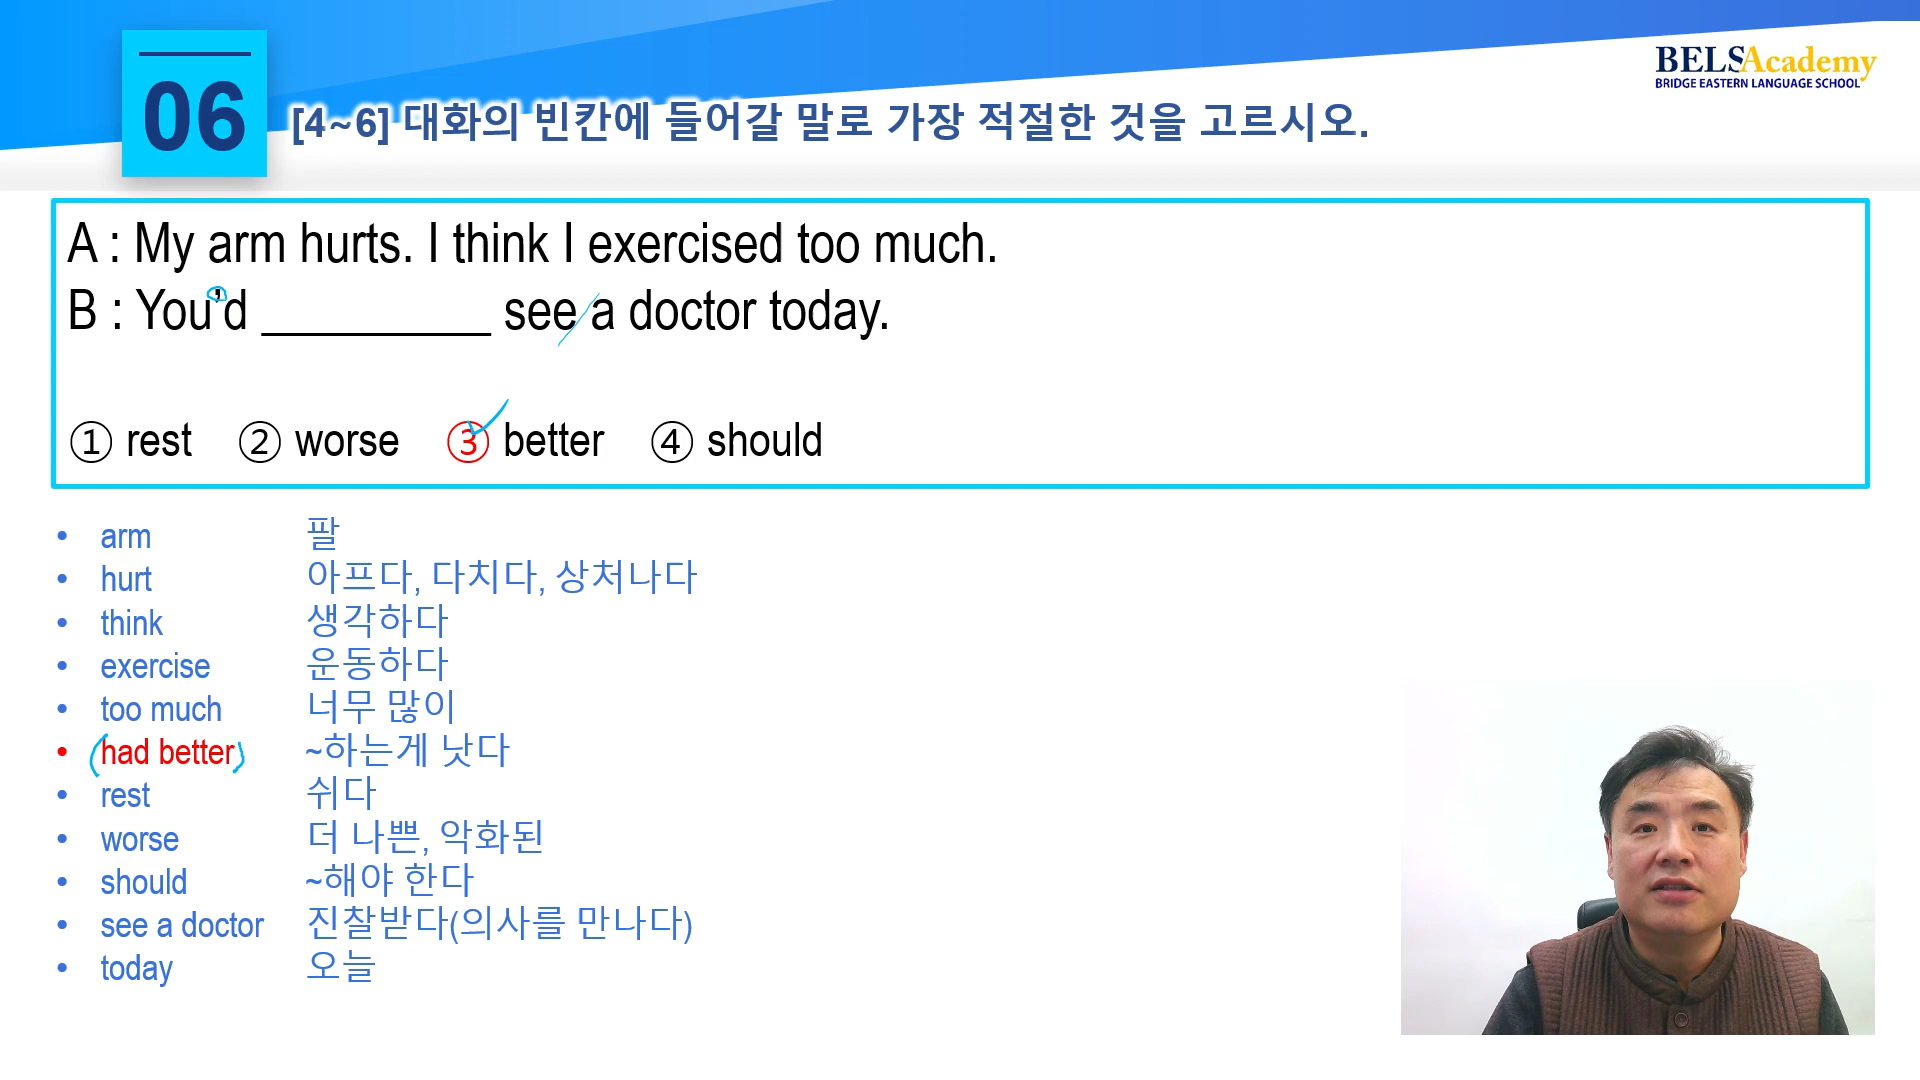 06
[4~6] 대화의 빈칸에 들어갈 말로 가장 적절한 것을 고르시오.
BELSAcademy
BRIDGE EASTERN LANGUAGE SCHOOL
A : My arm hurts. I think I exercised too much.
B : You'd _________ see a doctor today.
① rest ② worse ③ better ④ should
• arm 팔
• hurt 아프다, 다치다, 상처나다
• think 생각하다
• exercise 운동하다
• too much 너무 많이
• had better ~하는게 낫다
• rest 쉬다
• worse 더 나쁜, 악화된
• should ~해야 한다
• see a doctor 진찰받다(의사를 만나다)
• today 오늘